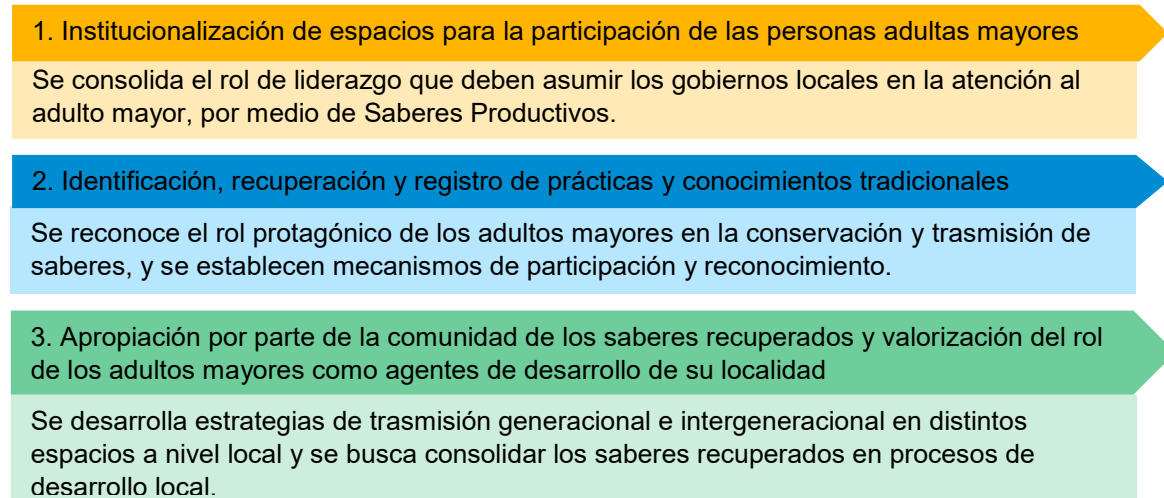 1. Institucionalización de espacios para la participación de las personas adultas mayores
Se consolida el rol de liderazgo que deben asumir los gobiernos locales en la atención al
adulto mayor, por medio de Saberes Productivos.
2. Identificación, recuperación y registro de prácticas y conocimientos tradicionales
Se reconoce el rol protagónico de los adultos mayores en la conservación y trasmisión de
saberes, y se establecen mecanismos de participación y reconocimiento.
3. Apropiación por parte de la comunidad de los saberes recuperados y valorización del rol
de los adultos mayores como agentes de desarrollo de su localidad
Se desarrolla estrategias de trasmisión generacional e intergeneracional en distintos
espacios a nivel local y se busca consolidar los saberes recuperados en procesos de
desarrollo local.